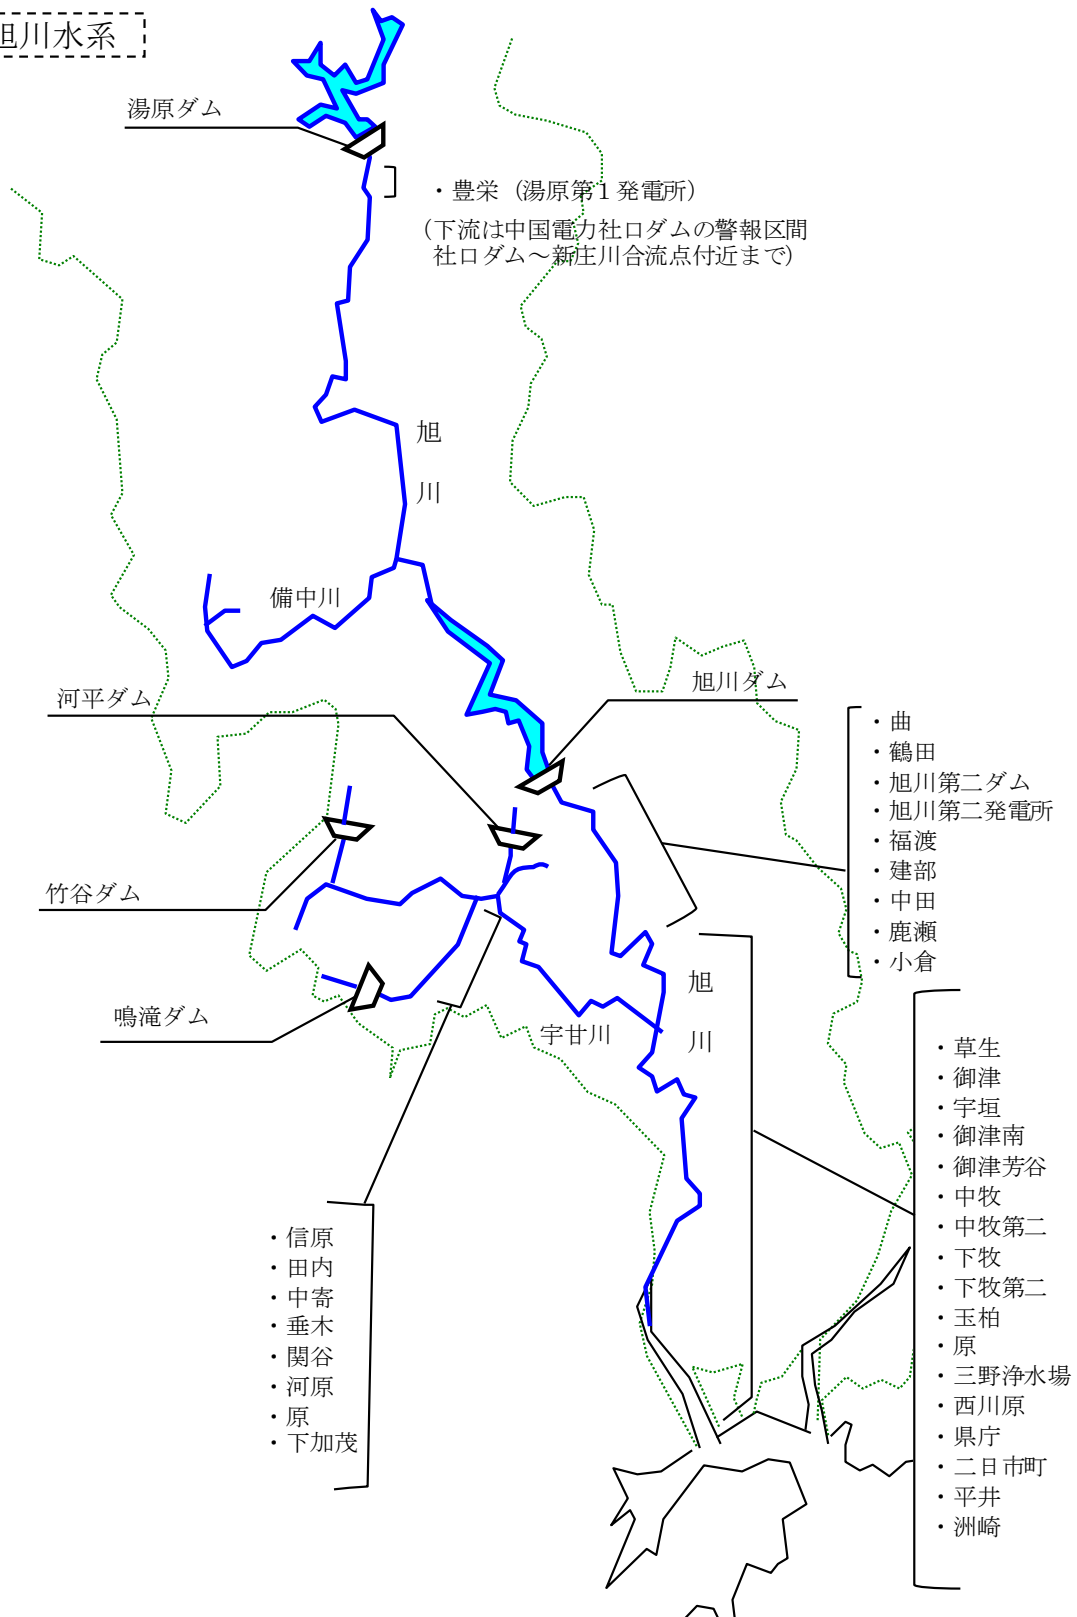 旭川水系
湯原ダム
・豊栄（湯原第１発電所）
（下流は中国電力社口ダムの警報区間
社口ダム～新庄川合流点付近まで）
旭
川
備中川
河平ダム
旭川ダム
・曲
・鶴田
・旭川第二ダム
・旭川第二発電所
・福渡
・建部
・中田
・鹿瀬
・小倉
竹谷ダム
鳴滝ダム
宇甘川
旭
川
・草生
・御津
・宇垣
・御津南
・御津芳谷
・中牧
・中牧第二
・下牧
・下牧第二
・玉柏
・原
・三野浄水場
・西川原
・県庁
・二日市町
・平井
・洲崎
・信原
・田内
・中寄
・垂木
・関谷
・河原
・原
・下加茂